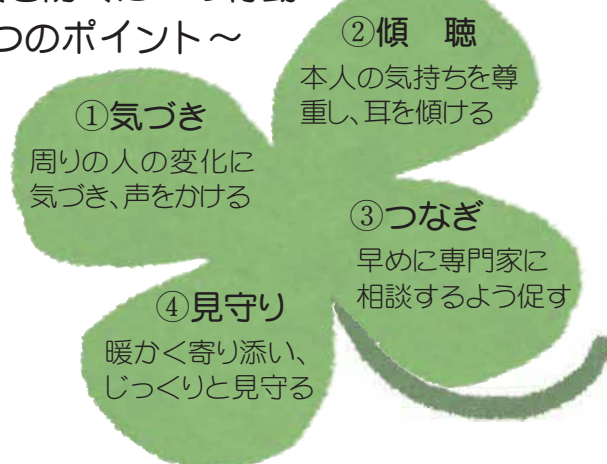 つのポイント～
①気づき
周りの人の変化に
気づき、声をかける
②傾　聴
本人の気持ちを尊
重し、耳を傾ける
③つなぎ
早めに専門家に
相談するよう促す
④見守り
暖かく寄り添い、
じっくりと見守る